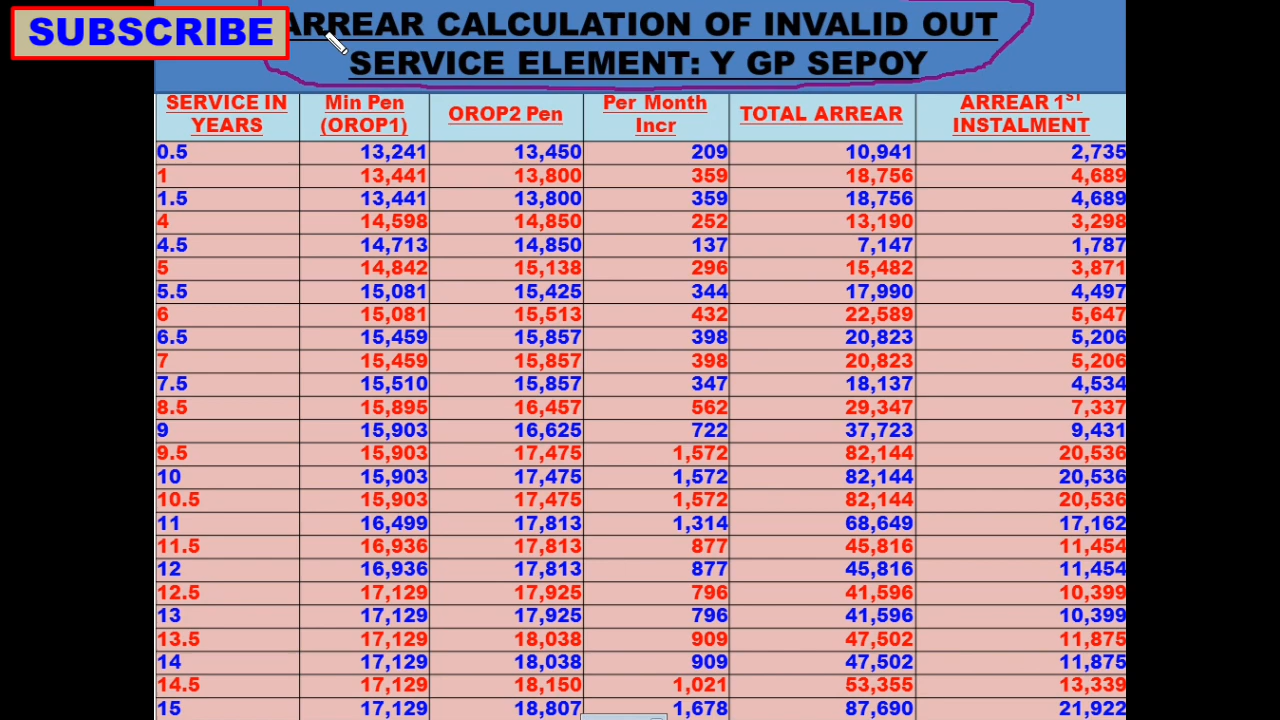 SUBSCRIBE
ARREAR CALCULATION OF INVALID OUT
SERVICE ELEMENT: Y GP SEPOY
SERVICE IN YEARS Min Pen (OROP1) OROP2 Pen Per Month Incr TOTAL ARREAR ARREAR 1ST INSTALMENT
0.5 13,241 13,450 209 10,941 2,735
1 13,441 13,800 359 18,756 4,689
1.5 13,441 13,800 359 18,756 4,689
4 14,598 14,850 252 13,190 3,298
4.5 14,713 14,850 137 7,147 1,787
5 14,842 15,138 296 15,482 3,871
5.5 15,081 15,425 344 17,990 4,497
6 15,081 15,513 432 22,589 5,647
6.5 15,459 15,857 398 20,823 5,206
7 15,459 15,857 398 20,823 5,206
7.5 15,510 15,857 347 18,137 4,534
8.5 15,895 16,457 562 29,347 7,337
9 15,903 16,625 722 37,723 9,431
9.5 15,903 17,475 1,572 82,144 20,536
10 15,903 17,475 1,572 82,144 20,536
10.5 15,903 17,475 1,572 82,144 20,536
11 16,499 17,813 1,314 68,649 17,162
11.5 16,936 17,813 877 45,816 11,454
12 16,936 17,813 877 45,816 11,454
12.5 17,129 17,925 796 41,596 10,399
13 17,129 17,925 796 41,596 10,399
13.5 17,129 18,038 909 47,502 11,875
14 17,129 18,038 909 47,502 11,875
14.5 17,129 18,150 1,021 53,355 13,339
15 17,129 18,807 1,678 87,690 21,922